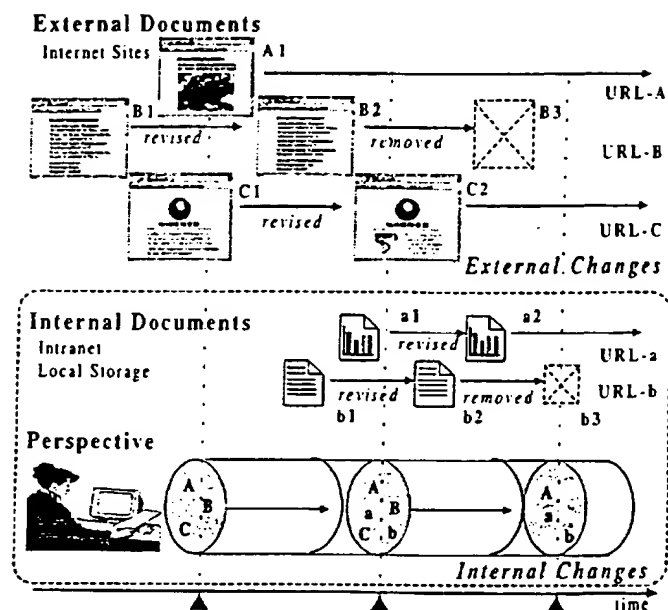 External Documents
Internet Sites
A1
URL-A
B1
revised
B2
removed
B3
URL-B
C1
revised
C2
URL-C
External Changes
Internal Documents
Intranet
Local Storage
a1
revised
a2
URL-a
revised
b1
removed
b2
b3
URL-b
Perspective
A
B
C
A
a
B
C
b
A
a
b
Internal Changes
time